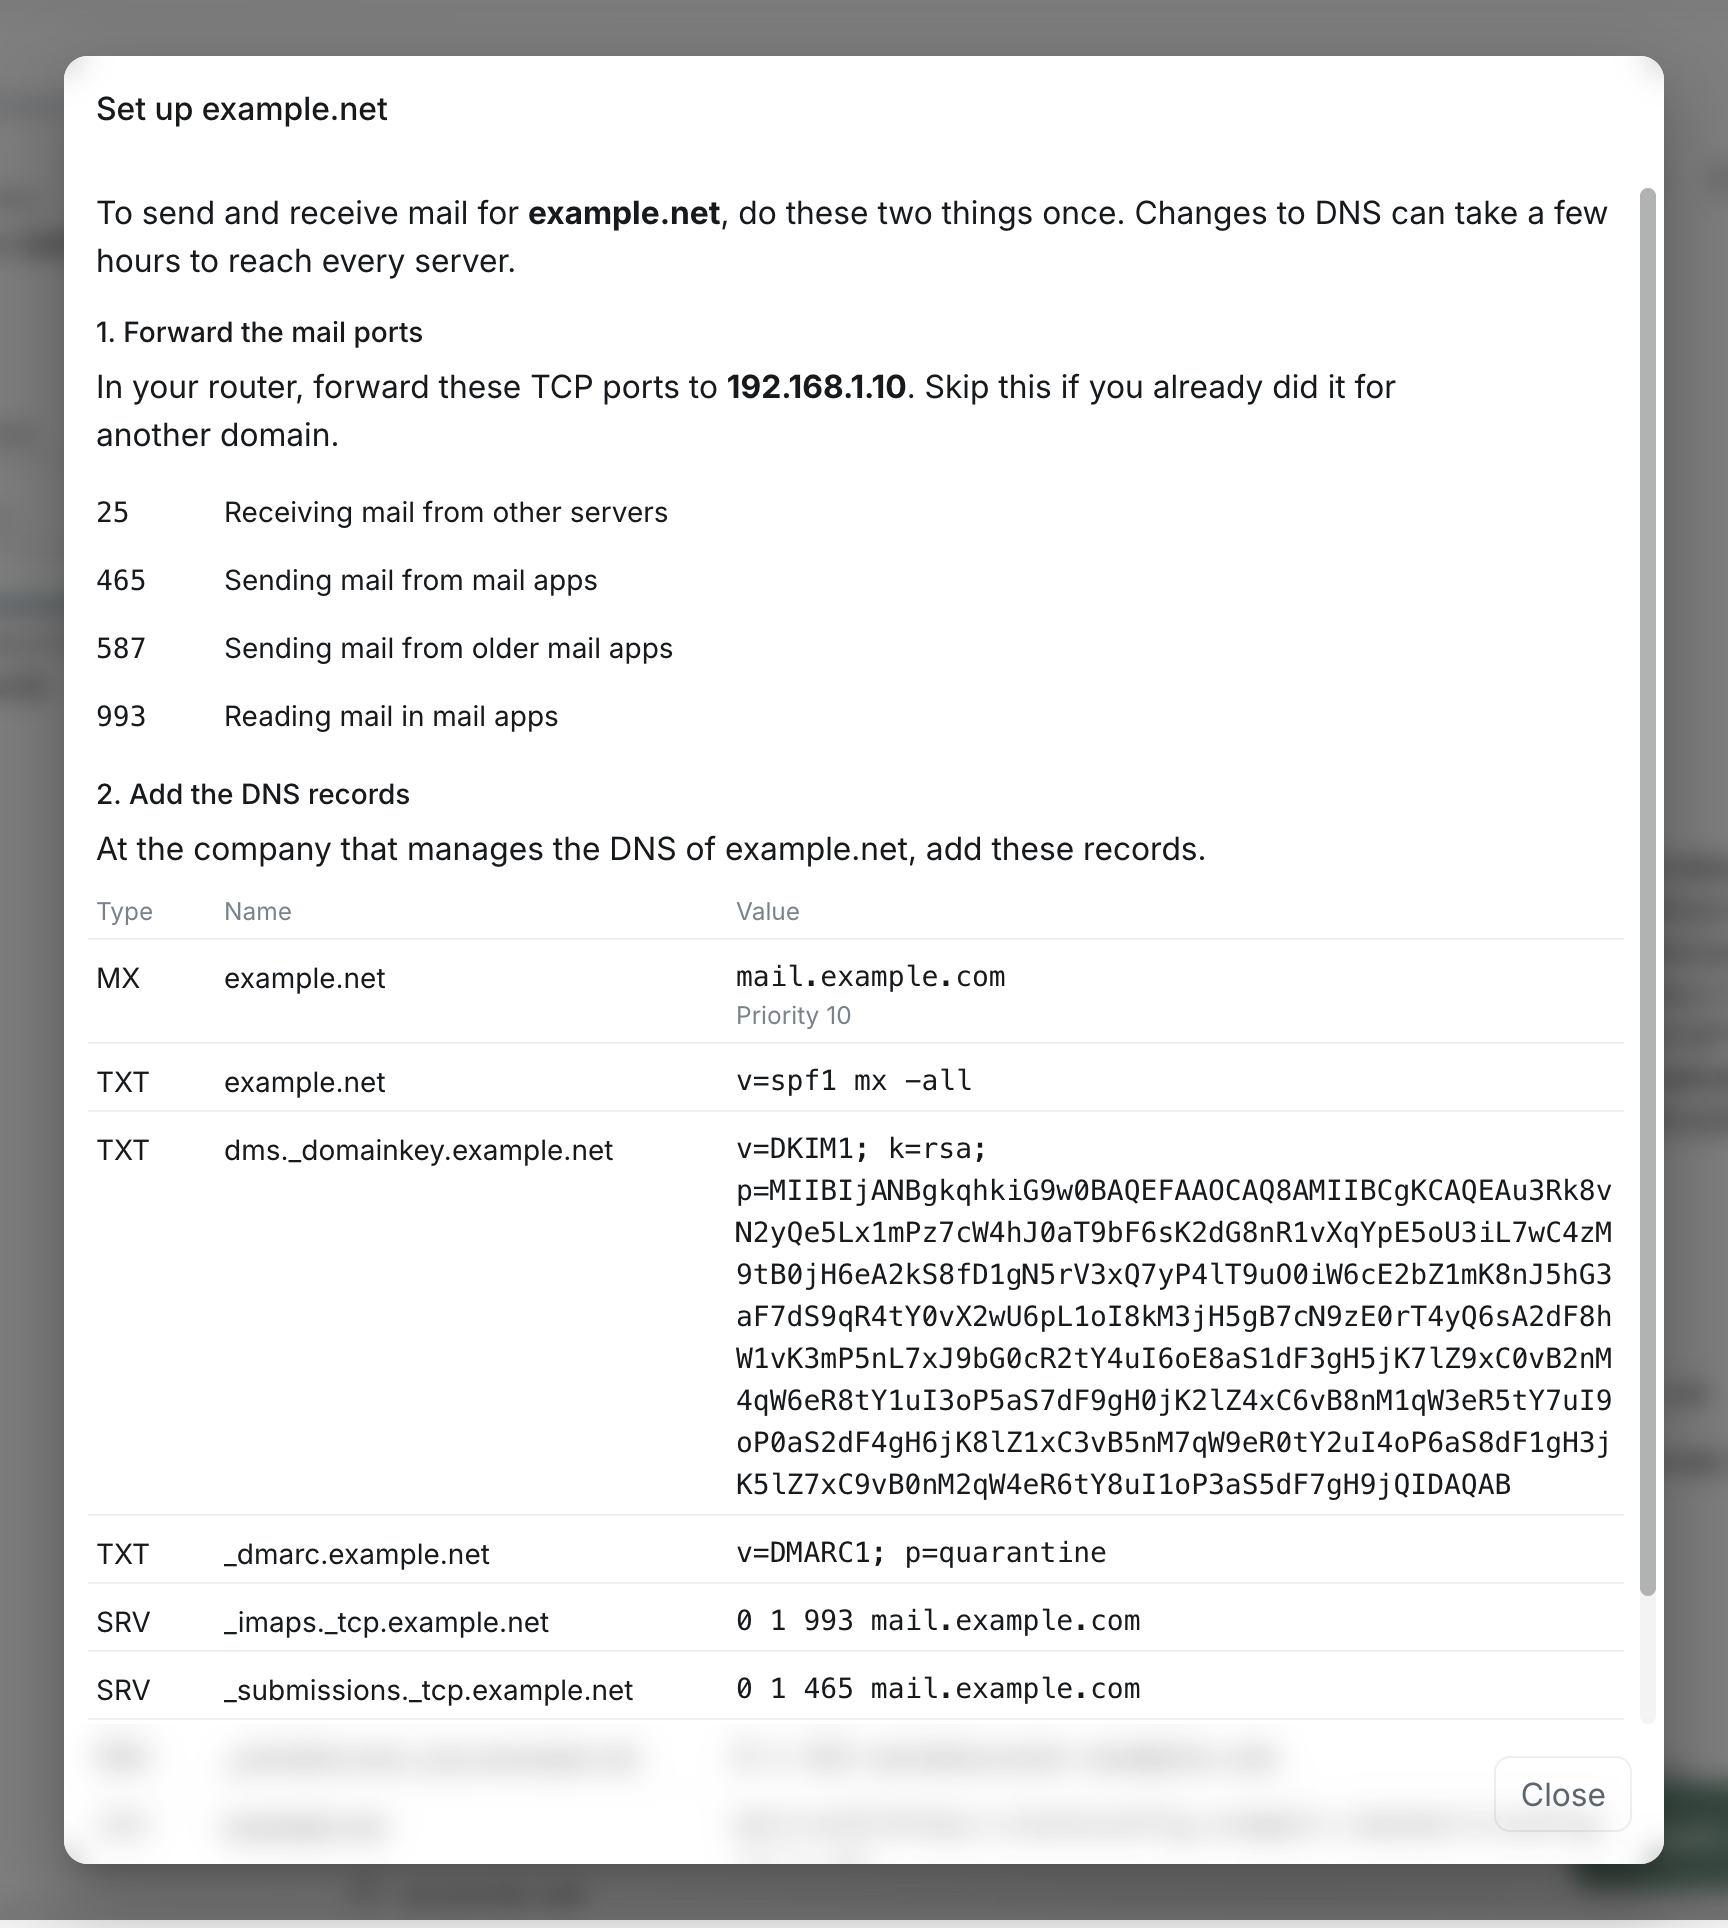 Set up example.net
To send and receive mail for example.net, do these two things once. Changes to DNS can take a few
hours to reach every server.
1. Forward the mail ports
In your router, forward these TCP ports to 192.168.1.10. Skip this if you already did it for
another domain.
25 Receiving mail from other servers
465 Sending mail from mail apps
587 Sending mail from older mail apps
993 Reading mail in mail apps
2. Add the DNS records
At the company that manages the DNS of example.net, add these records.
Type Name Value
MX example.net mail.example.com
Priority 10
TXT example.net v=spf1 mx -all
TXT dms._domainkey.example.net v=DKIM1; k=rsa;
p=MIIBIjANBgkqhkiG9w0BAQEFAAOCAQ8AMIIBCgKCAQEAu3Rk8v
N2yQe5Lx1mPz7cW4hJ0aT9bF6sK2dG8nR1vXqYpE5oU3iL7wC4zM
9tB0jH6eA2kS8fD1gN5rV3xQ7yP4lT9uO0iW6cE2bZ1mK8nJ5hG3
aF7dS9qR4tY0vX2wU6pL1oI8kM3jH5gB7cN9zE0rT4yQ6sA2dF8h
W1vK3mP5nL7xJ9bG0cR2tY4uI6oE8aS1dF3gH5jK7lZ9xC0vB2nM
4qW6eR8tY1uI3oP5aS7dF9gH0jK2lZ4xC6vB8nM1qW3eR5tY7uI9
oP0aS2dF4gH6jK8lZ1xC3vB5nM7qW9eR0tY2uI4oP6aS8dF1gH3j
K5lZ7xC9vB0nM2qW4eR6tY8uI1oP3aS5dF7gH9jQIDAQAB
TXT _dmarc.example.net v=DMARC1; p=quarantine
SRV _imaps._tcp.example.net 0 1 993 mail.example.com
SRV _submissions._tcp.example.net 0 1 465 mail.example.com
Close